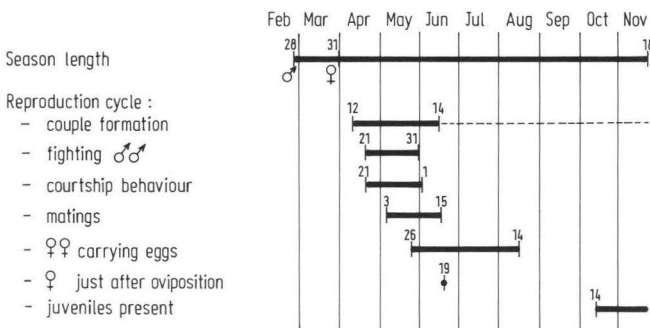 Feb Mar Apr May Jun Jul Aug Sep Oct Nov
Season length 28 31 18
♂ ♀
Reproduction cycle :
- couple formation 12 14
- fighting ♂♂ 21 31
- courtship behaviour 21 1
- matings 3 15
- ♀♀ carrying eggs 26 14
- ♀ just after oviposition 19
- juveniles present 14